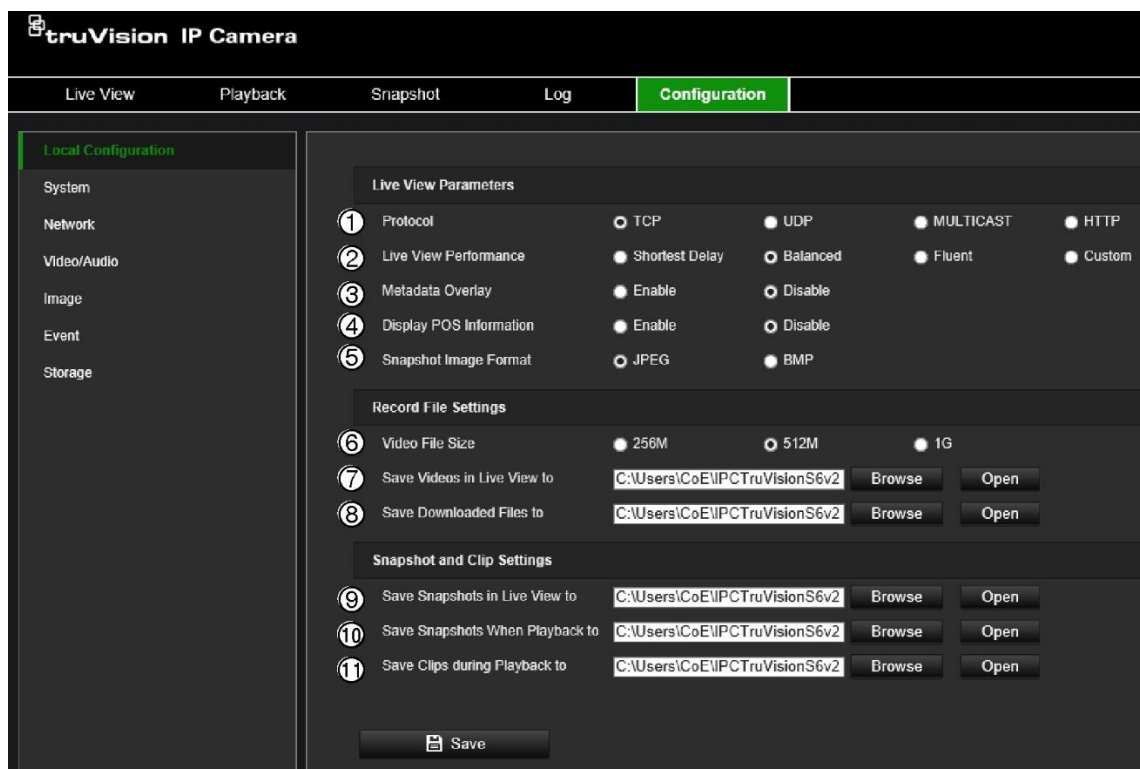 truVision IP Camera
Live View Playback Snapshot Log Configuration
Local Configuration
System
Network
Video/Audio
Image
Event
Storage
Live View Parameters
1 Protocol TCP UDP MULTICAST HTTP
2 Live View Performance Shortest Delay Balanced Fluent Custom
3 Metadata Overlay Enable Disable
4 Display POS Information Enable Disable
5 Snapshot Image Format JPEG BMP
Record File Settings
6 Video File Size 256M 512M 1G
7 Save Videos in Live View to C:\Users\CoE\IPCTruVisionS6v2 Browse Open
8 Save Downloaded Files to C:\Users\CoE\IPCTruVisionS6v2 Browse Open
Snapshot and Clip Settings
9 Save Snapshots in Live View to C:\Users\CoE\IPCTruVisionS6v2 Browse Open
10 Save Snapshots When Playback to C:\Users\CoE\IPCTruVisionS6v2 Browse Open
11 Save Clips during Playback to C:\Users\CoE\IPCTruVisionS6v2 Browse Open
Save